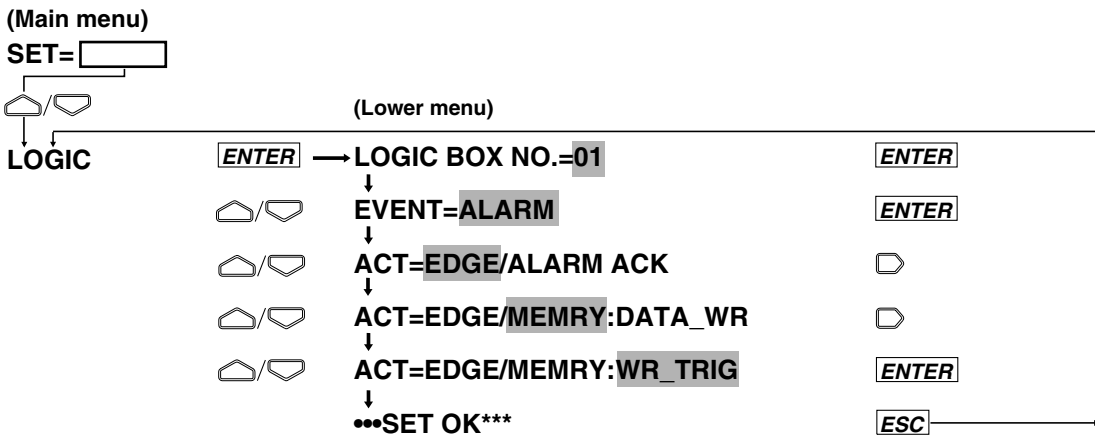 (Main menu)
SET=
/
(Lower menu)
LOGIC ENTER LOGIC BOX NO.=01 ENTER
/ EVENT=ALARM ENTER
/ ACT=EDGE/ALARM ACK
/ ACT=EDGE/MEMRY:DATA_WR
/ ACT=EDGE/MEMRY:WR_TRIG ENTER
•••SET OK*** ESC